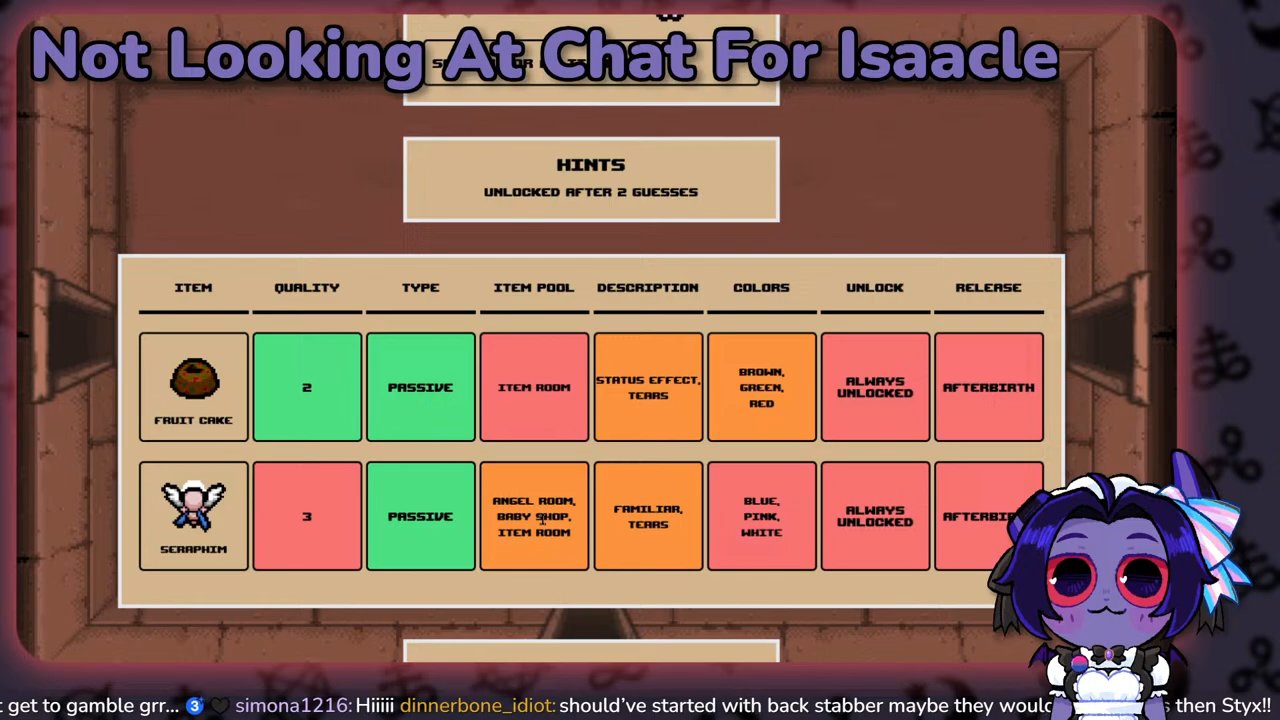 Not Looking At Chat For Isaacle
HINTS
UNLOCKED AFTER 2 GUESSES
ITEM QUALITY TYPE ITEM POOL DESCRIPTION COLORS UNLOCK RELEASE
FRUIT CAKE
2
PASSIVE
ITEM ROOM
STATUS EFFECT,
TEARS
BROWN,
GREEN,
RED
ALWAYS
UNLOCKED
AFTERBIRTH
SERAPHIM
3
PASSIVE
ANGEL ROOM,
BABY SHOP,
ITEM ROOM
FAMILIAR,
TEARS
BLUE,
PINK,
WHITE
ALWAYS
UNLOCKED
get to gamble grr... 3 simona1216: Hiiiii dinnerbone_idiot: should've started with back stabber maybe they then Styx!!